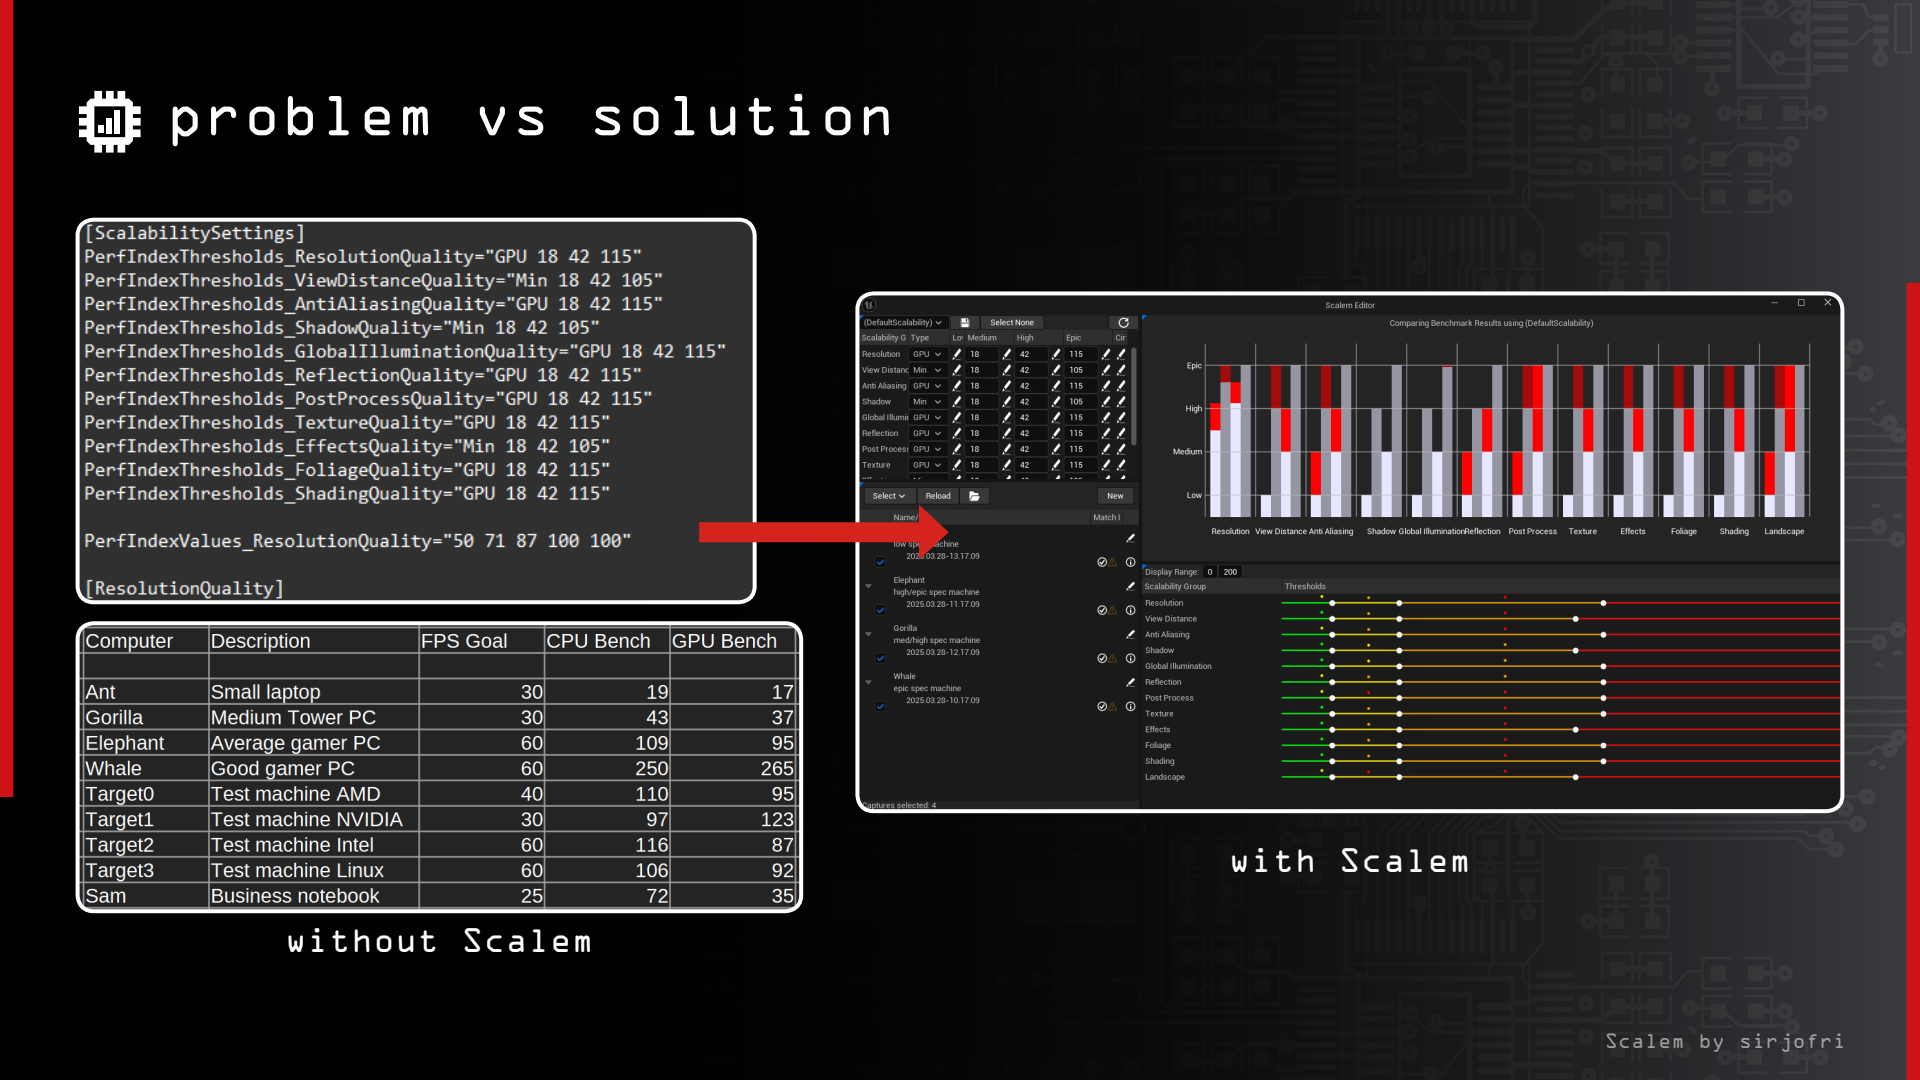 problem vs solution
[ScalabilitySettings]
PerfIndexThresholds_ResolutionQuality="GPU 18 42 115"
PerfIndexThresholds_ViewDistanceQuality="Min 18 42 105"
PerfIndexThresholds_AntiAliasingQuality="GPU 18 42 115"
PerfIndexThresholds_ShadowQuality="Min 18 42 105"
PerfIndexThresholds_GlobalIlluminationQuality="GPU 18 42 115"
PerfIndexThresholds_ReflectionQuality="GPU 18 42 115"
PerfIndexThresholds_PostProcessQuality="GPU 18 42 115"
PerfIndexThresholds_TextureQuality="GPU 18 42 115"
PerfIndexThresholds_EffectsQuality="Min 18 42 105"
PerfIndexThresholds_FoliageQuality="GPU 18 42 115"
PerfIndexThresholds_ShadingQuality="GPU 18 42 115"
PerfIndexValues_ResolutionQuality="50 71 87 100 100"
[ResolutionQuality]
Computer Description FPS Goal CPU Bench GPU Bench
Ant Small laptop 30 19 17
Gorilla Medium Tower PC 30 43 37
Elephant Average gamer PC 60 109 95
Whale Good gamer PC 60 250 265
Target0 Test machine AMD 40 110 95
Target1 Test machine NVIDIA 30 97 123
Target2 Test machine Intel 60 116 87
Target3 Test machine Linux 60 106 92
Sam Business notebook 25 72 35
without Scalem
Scalem Editor
(DefaultScalability) Select None
Scalability G Type Lo Medium High Epic Cir
Resolution GPU 18 42 115
View Distanc Min 18 42 105
Anti Aliasing GPU 18 42 115
Shadow Min 18 42 105
Global Illumi GPU 18 42 115
Reflection GPU 18 42 115
Post Process GPU 18 42 115
Texture GPU 18 42 115
Select Reload New
Name/ Match I
low spec machine
2025.03.28-13.17.09
Elephant
high/epic spec machine
2025.03.28-11.17.09
Gorilla
med/high spec machine
2025.03.28-12.17.09
Whale
epic spec machine
2025.03.28-10.17.09
Captures selected: 4
Comparing Benchmark Results using (DefaultScalability)
Epic
High
Medium
Low
Resolution View Distance Anti Aliasing Shadow Global Illumination Reflection Post Process Texture Effects Foliage Shading Landscape
Display Range: 0 200
Scalability Group Thresholds
Resolution
View Distance
Anti Aliasing
Shadow
Global Illumination
Reflection
Post Process
Texture
Effects
Foliage
Shading
Landscape
with Scalem
Scalem by sirjofri